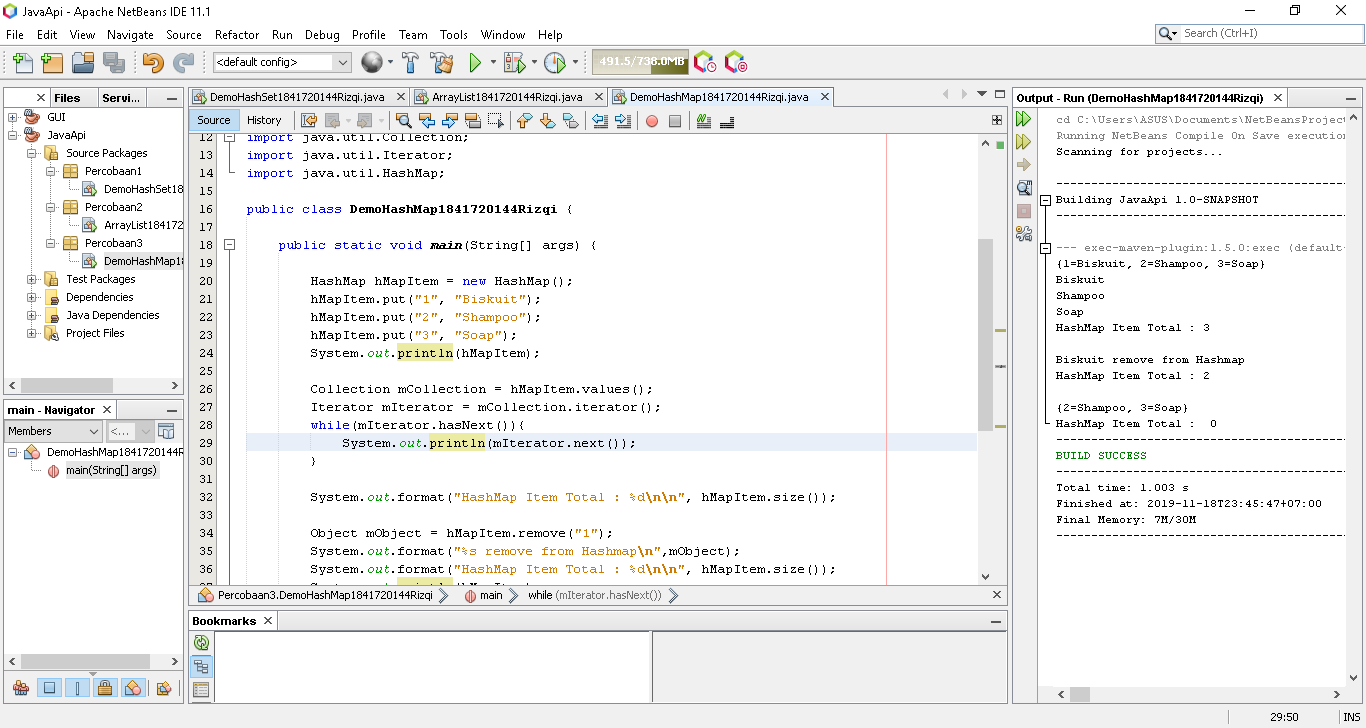 JavaApi - Apache NetBeans IDE 11.1
File Edit View Navigate Source Refactor Run Debug Profile Team Tools Window Help
Search (Ctrl+I)
<default config>
491.5/738.0MB
Files Servi...
GUI
JavaApi
Source Packages
Percobaan1
DemoHashSet18
Percobaan2
ArrayList184172
Percobaan3
DemoHashMap18
Test Packages
Dependencies
Java Dependencies
Project Files
main - Navigator
Members <...
DemoHashMap1841720144R
main(String[] args)
DemoHashSet1841720144Rizqi.java ArrayList1841720144Rizqi.java DemoHashMap1841720144Rizqi.java
Source History
12 import java.util.Collection;
13 import java.util.Iterator;
14 import java.util.HashMap;
15
16 public class DemoHashMap1841720144Rizqi {
17
18 public static void main(String[] args) {
19
20 HashMap hMapItem = new HashMap();
21 hMapItem.put("1", "Biskuit");
22 hMapItem.put("2", "Shampoo");
23 hMapItem.put("3", "Soap");
24 System.out.println(hMapItem);
25
26 Collection mCollection = hMapItem.values();
27 Iterator mIterator = mCollection.iterator();
28 while(mIterator.hasNext()){
29 System.out.println(mIterator.next());
30 }
31
32 System.out.format("HashMap Item Total : %d\n\n", hMapItem.size());
33
34 Object mObject = hMapItem.remove("1");
35 System.out.format("%s remove from Hashmap\n",mObject);
36 System.out.format("HashMap Item Total : %d\n\n", hMapItem.size());
Percobaan3.DemoHashMap1841720144Rizqi main while (mIterator.hasNext())
Bookmarks
Output - Run (DemoHashMap1841720144Rizqi)
cd C:\Users\ASUS\Documents\NetBeansProject
Running NetBeans Compile On Save execution
Scanning for projects...
------------------------------------
Building JavaApi 1.0-SNAPSHOT
------------------------------------
--- exec-maven-plugin:1.5.0:exec (default-
{1=Biskuit, 2=Shampoo, 3=Soap}
Biskuit
Shampoo
Soap
HashMap Item Total : 3
Biskuit remove from Hashmap
HashMap Item Total : 2
{2=Shampoo, 3=Soap}
HashMap Item Total : 0
------------------------------------
BUILD SUCCESS
------------------------------------
Total time: 1.003 s
Finished at: 2019-11-18T23:45:47+07:00
Final Memory: 7M/30M
------------------------------------
29:50 INS